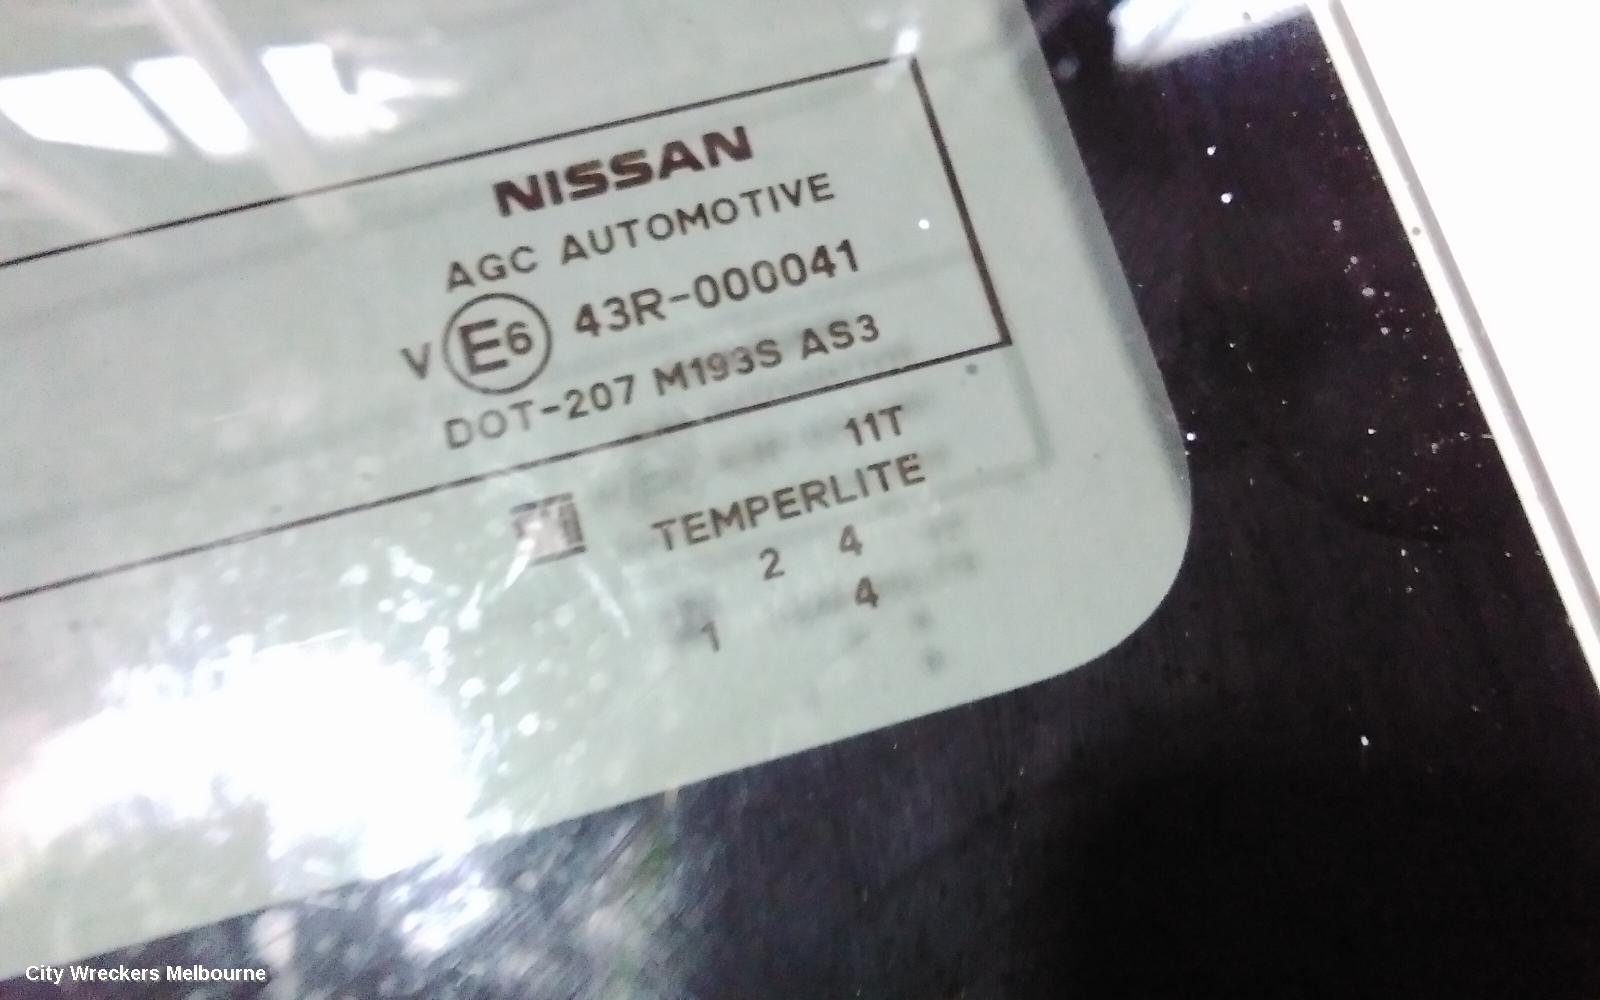 NISSAN
AGC AUTOMOTIVE
V E6 43R-000041
DOT-207 M193S AS3
11T
TEMPERLITE
2 4
1 4
City Wreckers Melbourne